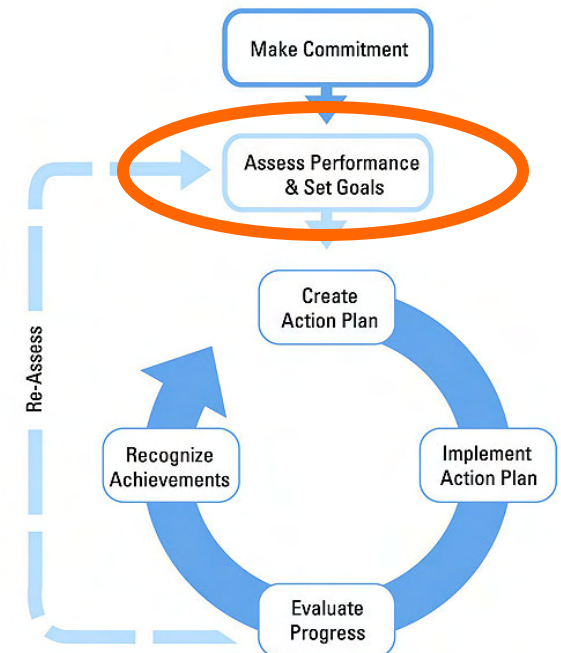 Make Commitment
Assess Performance
& Set Goals
Create
Action Plan
Re-Assess
Recognize
Achievements
Implement
Action Plan
Evaluate
Progress